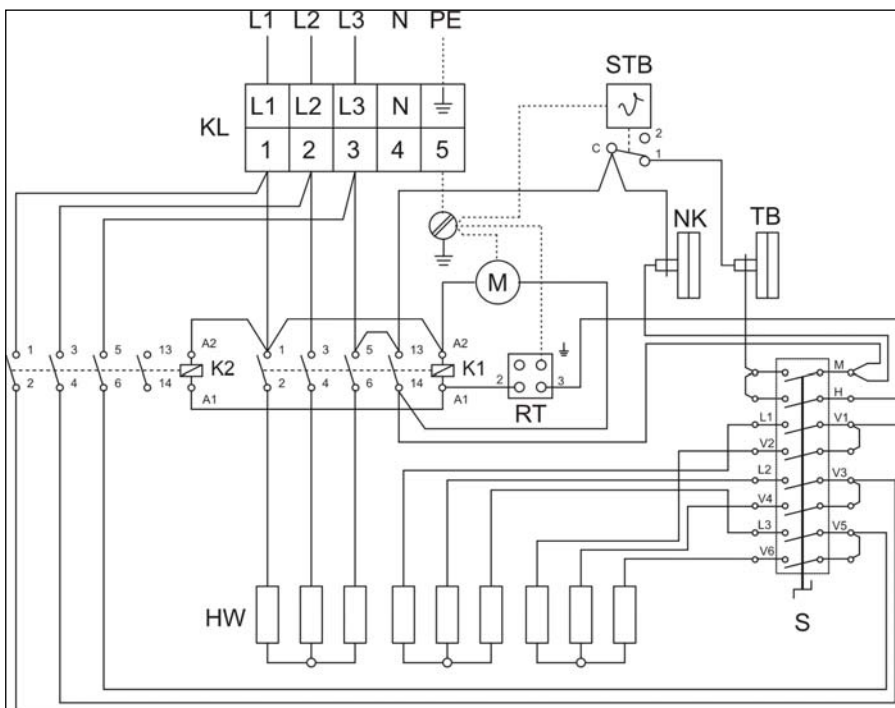 L1 L2 L3 N PE
STB
L1 L2 L3 N
KL
1 2 3 4 5
2
C
1
NK TB
M
1 3 5 13 A2 1 3 5 13 A2
K2 K1
2 4 6 14 2 4 6 14
A1 A1
2 3
RT
M
H
L1 V1
V2
L2 V3
V4
L3 V5
V6
HW
S